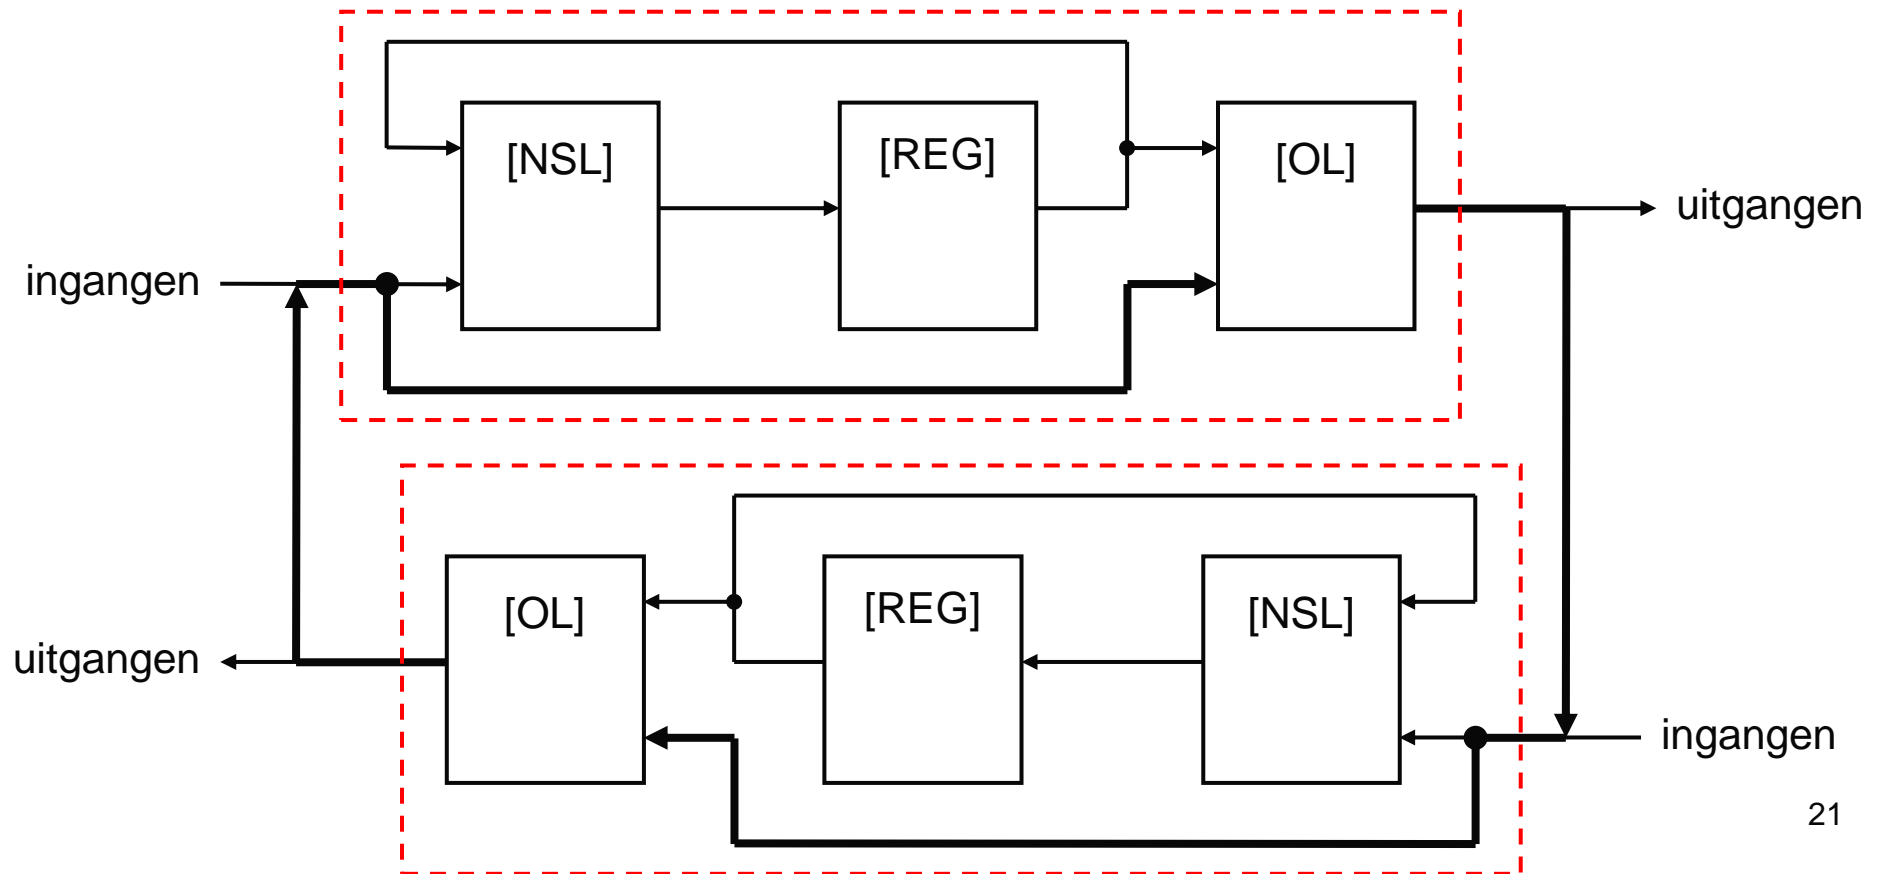 [NSL]
[REG]
[OL]
uitgangen
ingangen
[OL]
[REG]
[NSL]
uitgangen
ingangen
21